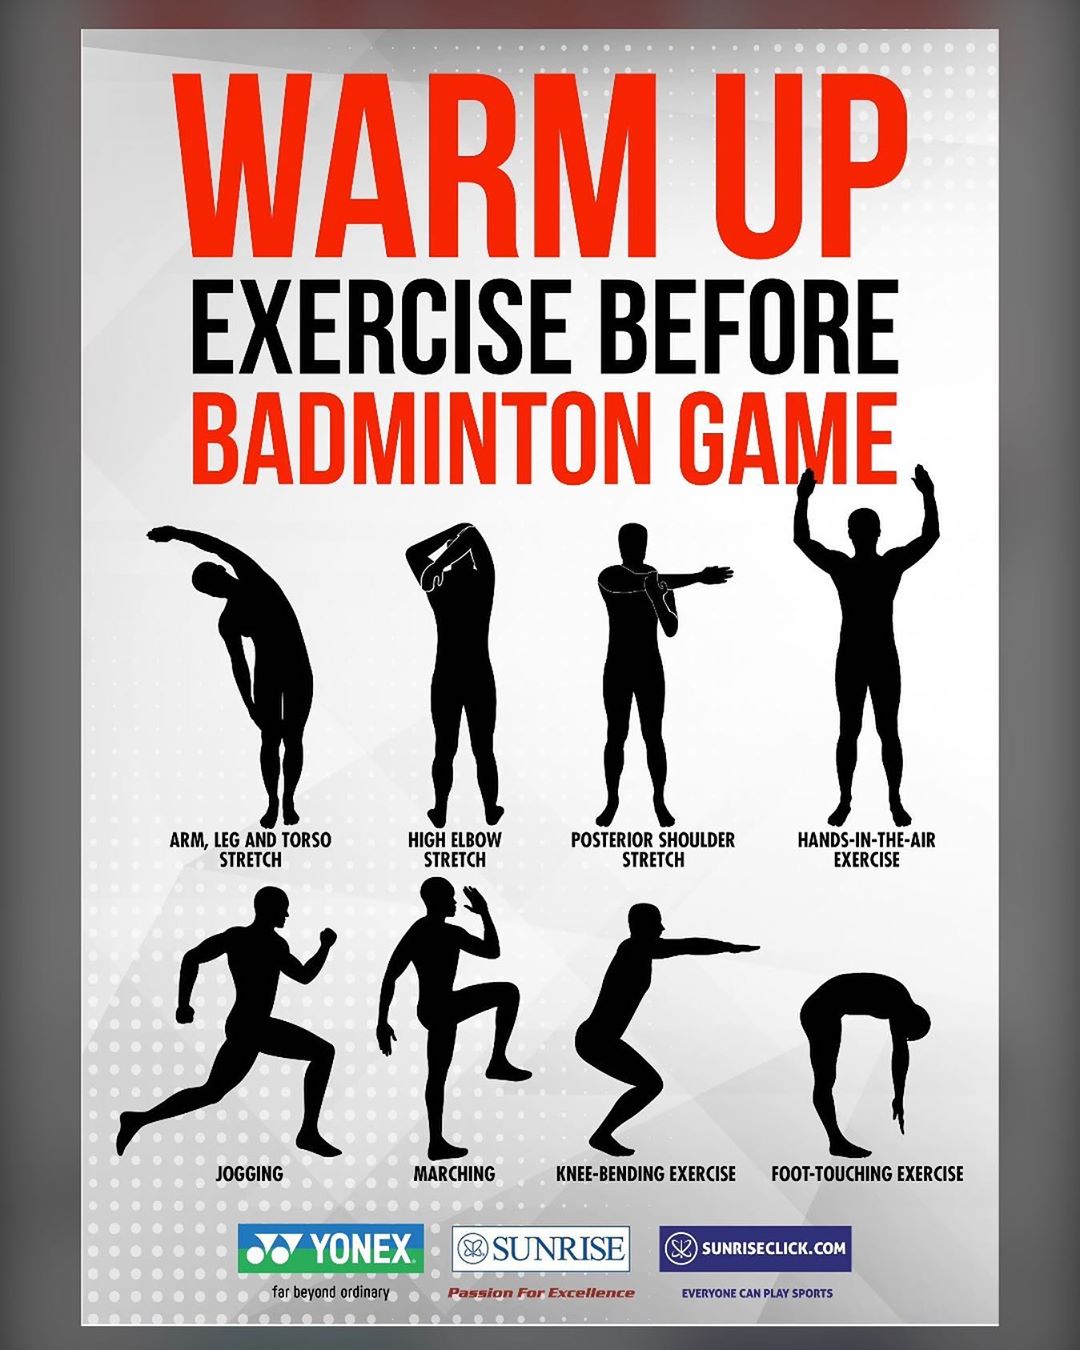 WARM UP
EXERCISE BEFORE
BADMINTON GAME
ARM, LEG AND TORSO
STRETCH
HIGH ELBOW
STRETCH
POSTERIOR SHOULDER
STRETCH
HANDS-IN-THE-AIR
EXERCISE
JOGGING
MARCHING
KNEE-BENDING EXERCISE
FOOT-TOUCHING EXERCISE
YONEX
SUNRISE
SUNRISECLICK.COM
far beyond ordinary
Passion For Excellence
EVERYONE CAN PLAY SPORTS